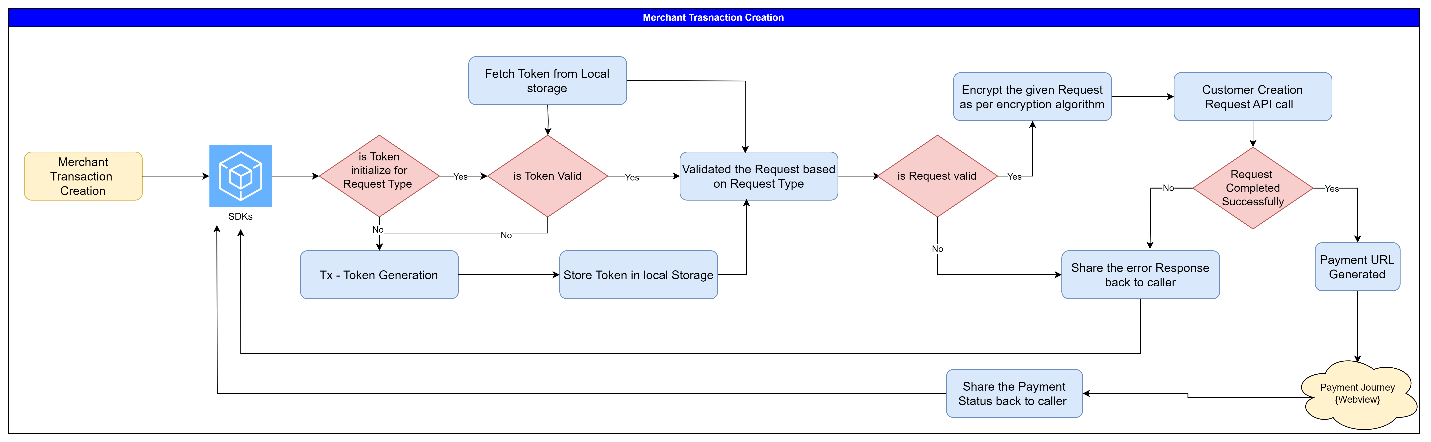 Merchant Trasnaction Creation
Merchant
Transaction
Creation
SDKs
is Token
initialize for
Request Type
Yes
No
Fetch Token from Local
storage
is Token Valid
Yes
No
Tx - Token Generation
Store Token in local Storage
Validated the Request based
on Request Type
is Request valid
Yes
No
Encrypt the given Request
as per encryption algorithm
Customer Creation
Request API call
Request
Completed
Successfully
No
Yes
Share the error Response
back to caller
Payment URL
Generated
Payment Journey
{Webview}
Share the Payment
Status back to caller